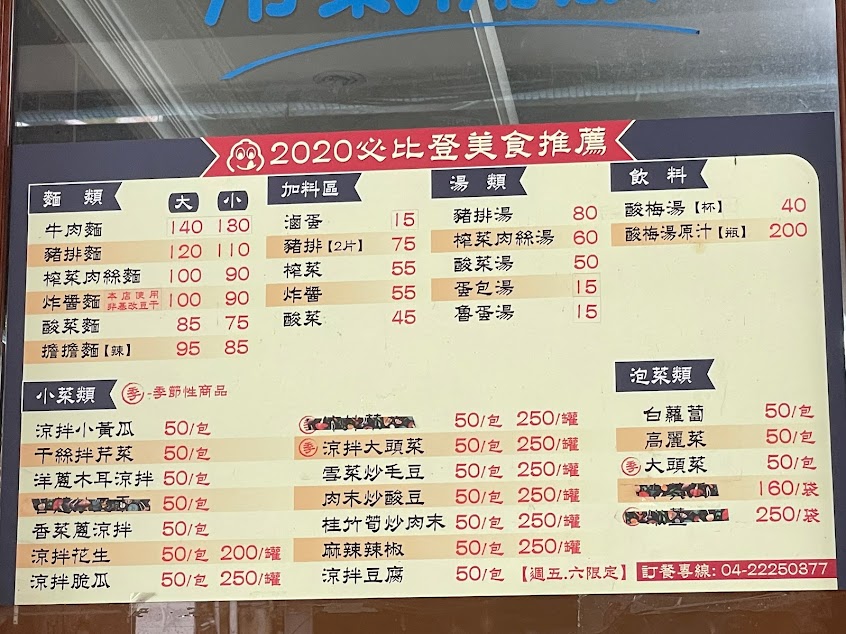 2020必比登美食推薦
麵類 大 小
牛肉麵 140 130
豬排麵 120 110
榨菜肉絲麵 100 90
炸醬麵 本店使用非基改豆干 100 90
酸菜麵 85 75
擔擔麵【辣】 95 85
加料區
滷蛋 15
豬排【2片】 75
榨菜 55
炸醬 55
酸菜 45
湯類
豬排湯 80
榨菜肉絲湯 60
酸菜湯 50
蛋包湯 15
魯蛋湯 15
飲料
酸梅湯【杯】 40
酸梅湯原汁【瓶】 200
小菜類 季-季節性商品
涼拌小黃瓜 50/包
干絲拌芹菜 50/包
洋蔥木耳涼拌 50/包
50/包
香菜蔥涼拌 50/包
涼拌花生 50/包 200/罐
涼拌脆瓜 50/包 250/罐
季 50/包 250/罐
季 涼拌大頭菜 50/包 250/罐
雪菜炒毛豆 50/包 250/罐
肉末炒酸豆 50/包 250/罐
桂竹筍炒肉末 50/包 250/罐
麻辣辣椒 50/包 250/罐
涼拌豆腐 50/包 【週五.六限定】
泡菜類
白蘿蔔 50/包
高麗菜 50/包
季 大頭菜 50/包
160/袋
季 250/袋
訂餐專線: 04-22250877